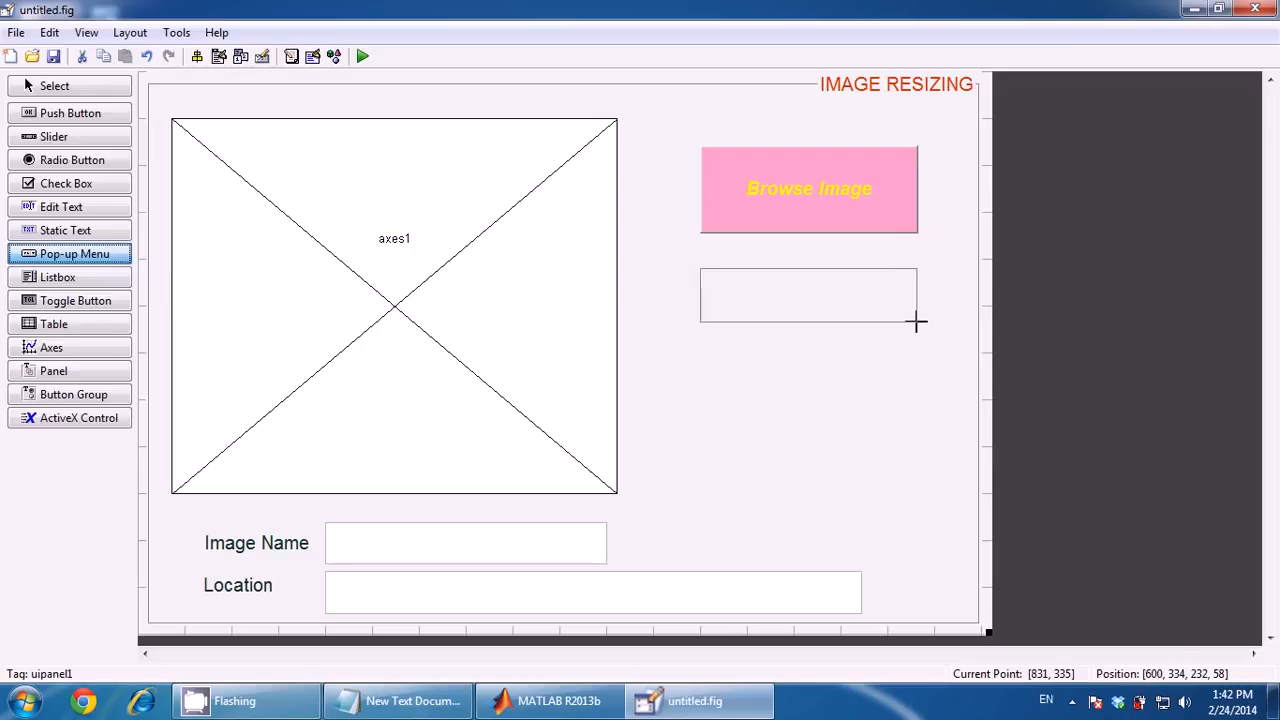 untitled.fig
File Edit View Layout Tools Help
Select
Push Button
Slider
Radio Button
Check Box
Edit Text
Static Text
Pop-up Menu
Listbox
Toggle Button
Table
Axes
Panel
Button Group
ActiveX Control
IMAGE RESIZING
Browse Image
axes1
Image Name
Location
Tag: uipanel1 Current Point: [831, 335] Position: [600, 334, 232, 58]
Flashing New Text Docum... MATLAB R2013b untitled.fig EN 1:42 PM
2/24/2014